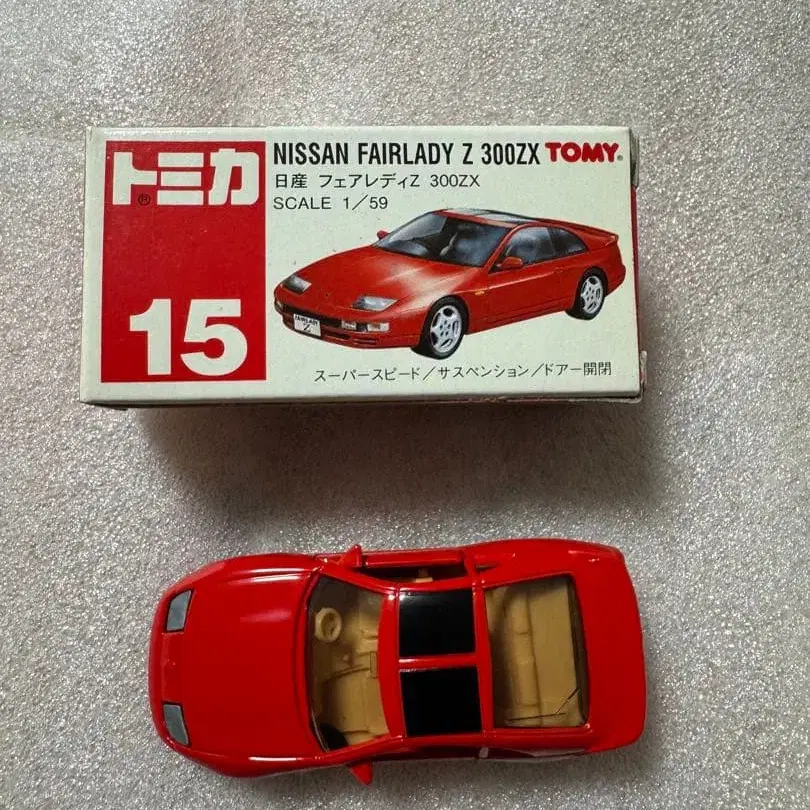 トミカ®
15
NISSAN FAIRLADY Z 300ZX TOMY®
日産 フェアレディZ 300ZX
SCALE 1/59
スーパースピード/サスペンション/ドアー開閉